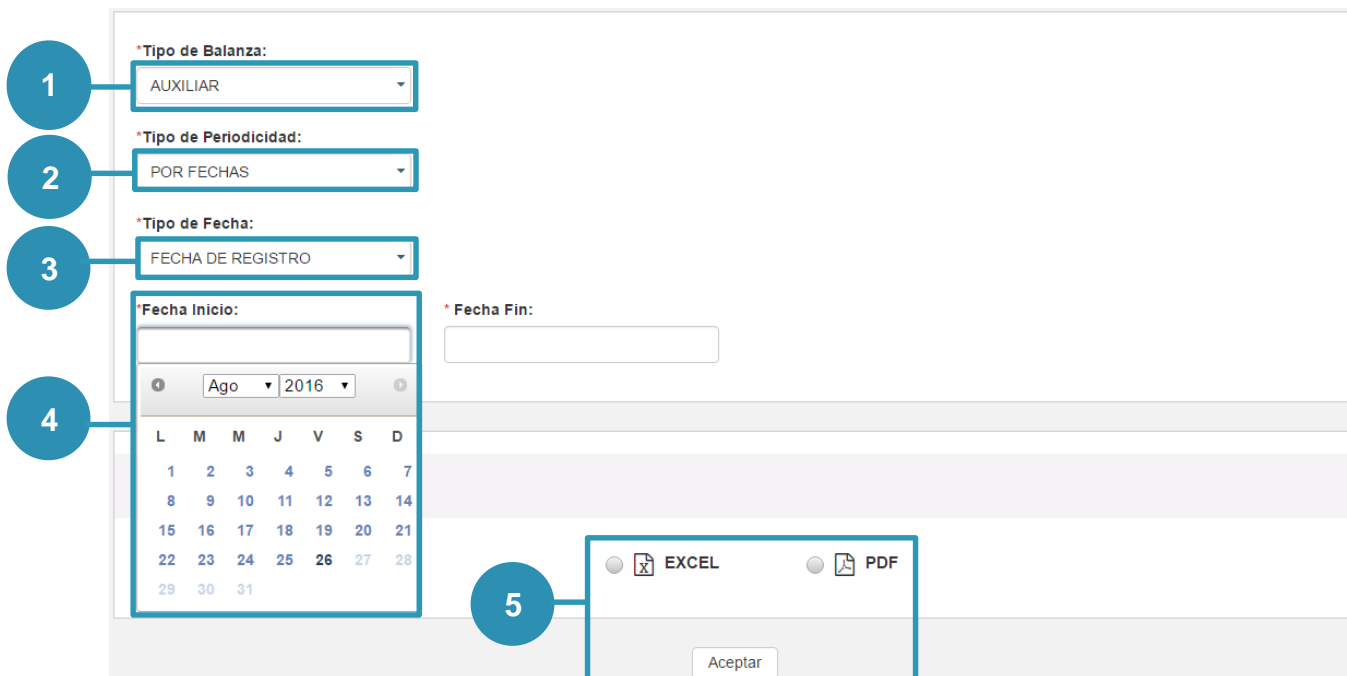 *Tipo de Balanza:
1
AUXILIAR
*Tipo de Periodicidad:
2
POR FECHAS
*Tipo de Fecha:
3
FECHA DE REGISTRO
*Fecha Inicio:
* Fecha Fin:
4
Ago 2016
L M M J V S D
1 2 3 4 5 6 7
8 9 10 11 12 13 14
15 16 17 18 19 20 21
22 23 24 25 26 27 28
29 30 31
5
EXCEL
PDF
Aceptar